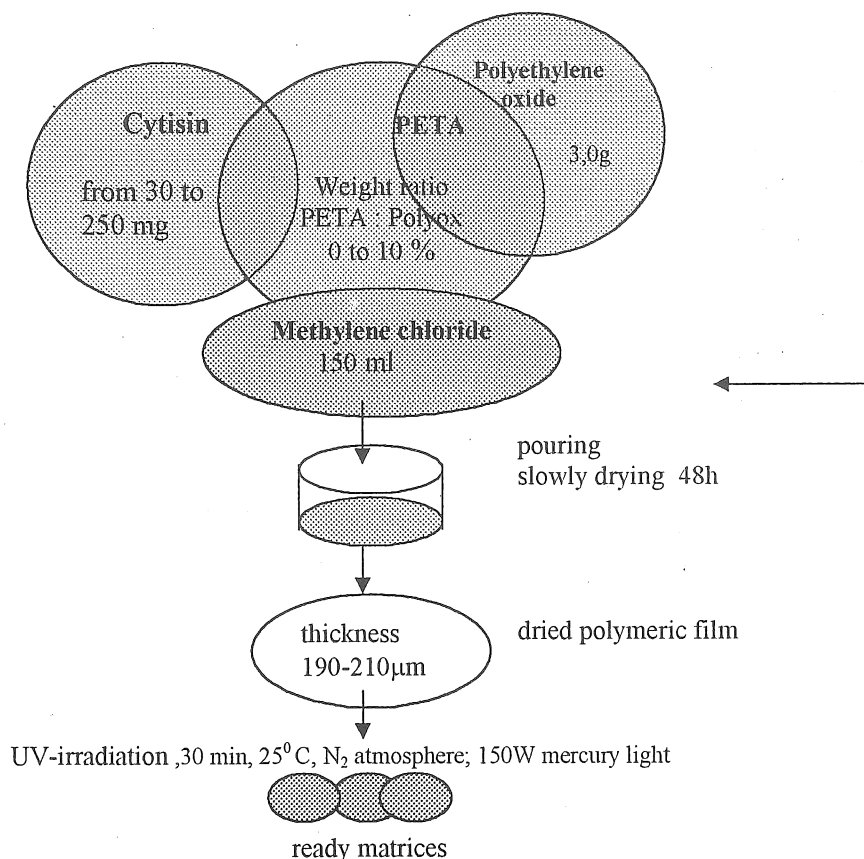 Polyethylene
oxide
Cytisin
PETA
3,0g
from 30 to
250 mg
Weight ratio
PETA : Polyox
0 to 10 %
Methylene chloride
150 ml
pouring
slowly drying 48h
thickness
190-210μm
dried polymeric film
UV-irradiation ,30 min, 25⁰ C, N₂ atmosphere; 150W mercury light
ready matrices